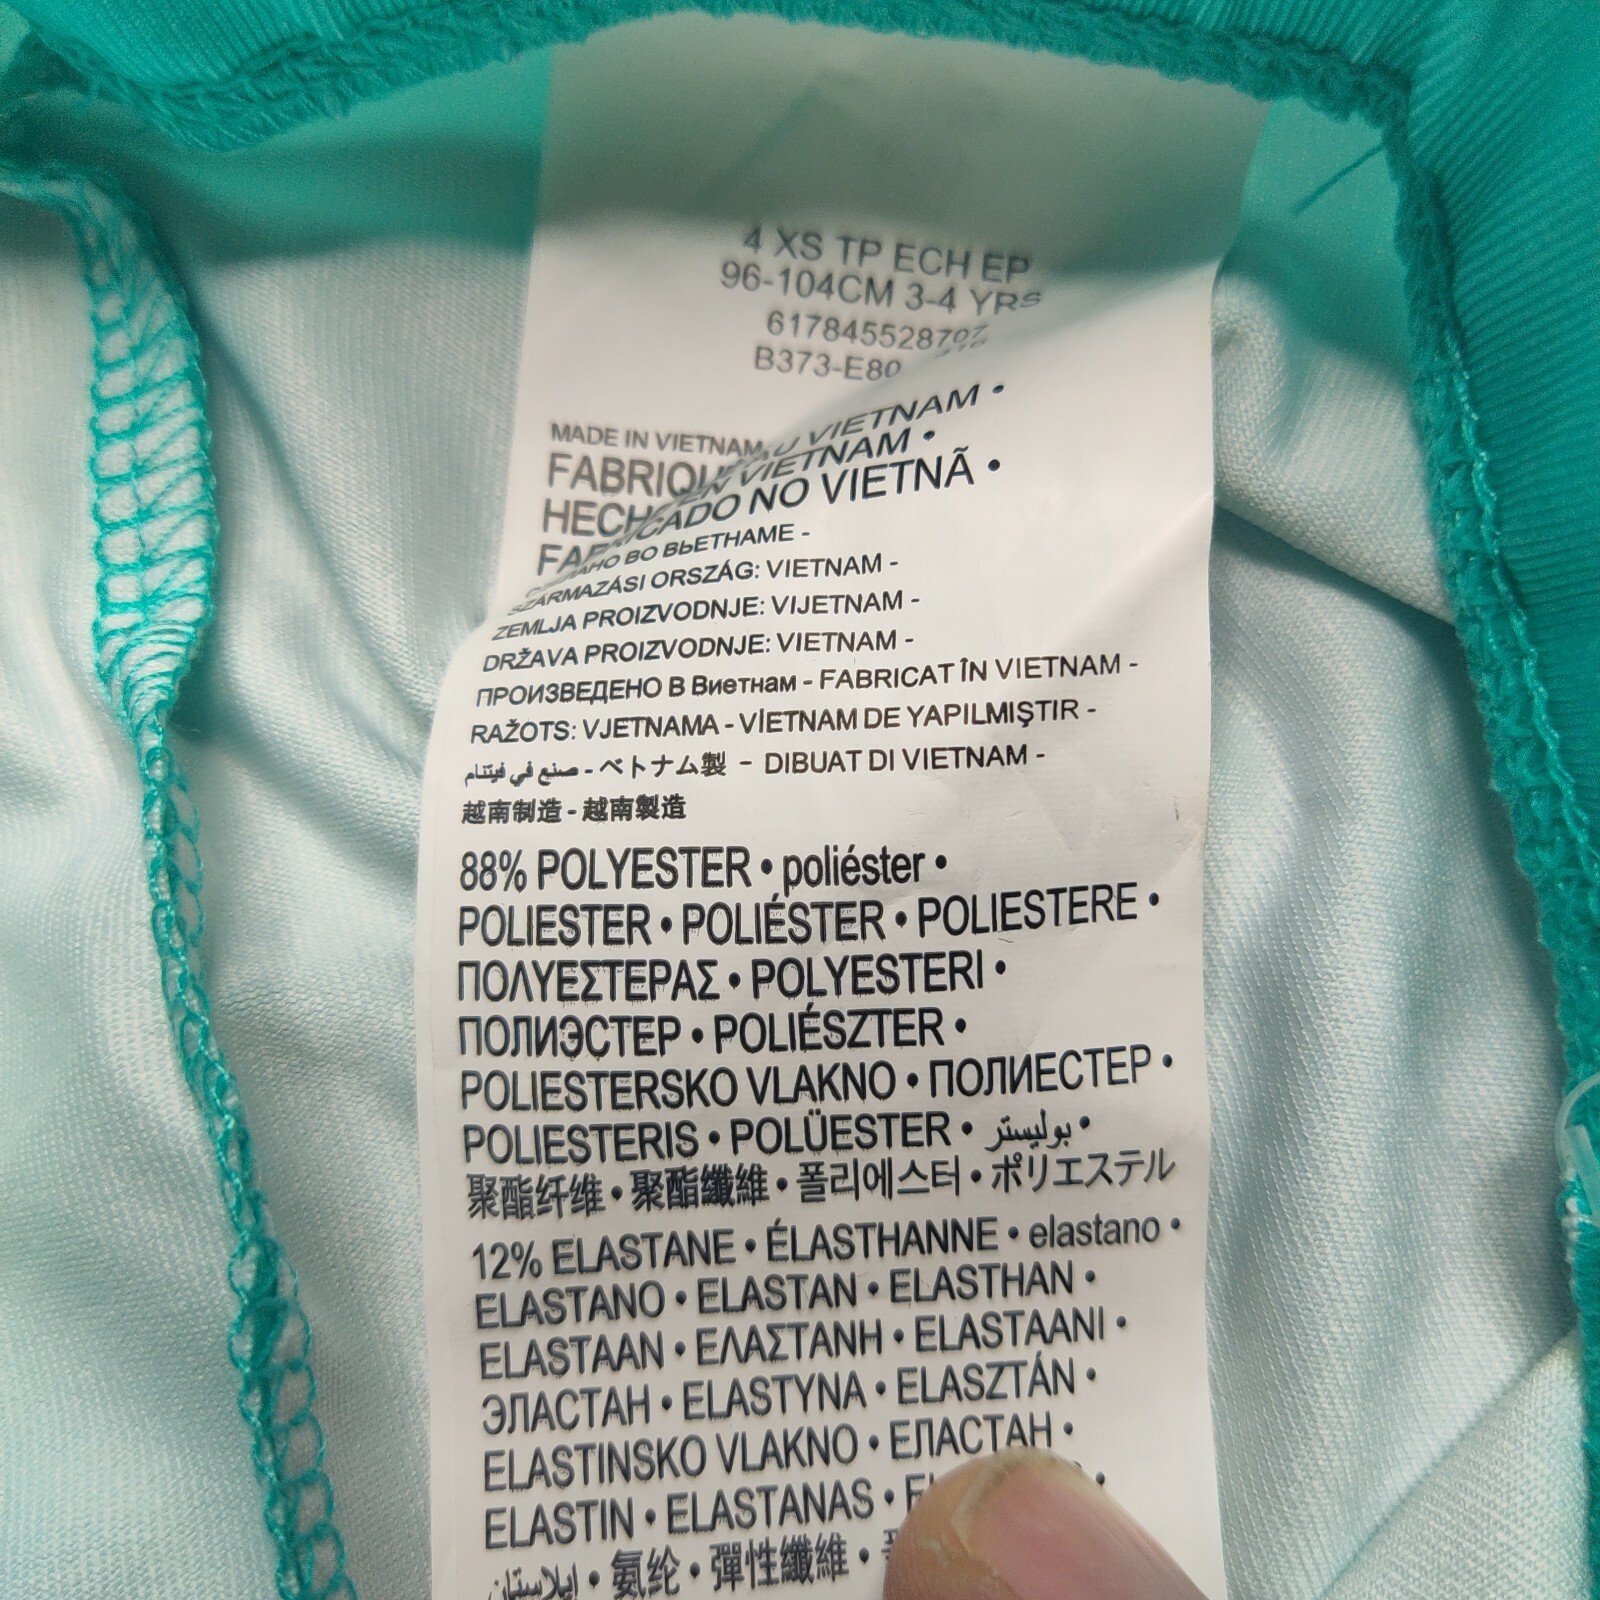 4 XS TP ECH EP
96-104CM 3-4 YRS
617845528707
B373-E80
MADE IN VIETNAM VIETNAM •
VIETNAM •
NO VIETNÃ •
ВО ВЬЕТНАМЕ -
SZÁRMAZÁSI ORSZÁG: VIETNAM -
ZEMLJA PROIZVODNJE: VIJETNAM -
DRŽAVA PROIZVODNJE: VIETNAM -
ПРОИЗВЕДЕНО В Виетнам - FABRICAT ÎN VIETNAM -
RAŽOTS: VJETNAMA - VİETNAM DE YAPILMIŞTIR -
صنع في فيتنام - ベトナム製 - DIBUAT DI VIETNAM -
越南制造 - 越南製造
88% POLYESTER • poliéster •
POLIESTER • POLIÉSTER • POLIESTERE •
ΠΟΛΥΕΣΤΕΡΑΣ • POLYESTERI •
ПОЛИЭСТЕР • POLIÉSZTER •
POLIESTERSKO VLAKNO • ПОЛИЕСТЕР •
POLIESTERIS • POLÜESTER • بوليستر •
聚酯纤维 • 聚酯纖維 • 폴리에스터 • ポリエステル
12% ELASTANE • ÉLASTHANNE • elastano •
ELASTANO • ELASTAN • ELASTHAN •
ELASTAAN • ΕΛΑΣΤΑΝΗ • ELASTAANI •
ЭЛАСТАН • ELASTYNA • ELASZTÁN •
ELASTINSKO VLAKNO • ЕЛАСТАН •
ELASTIN • ELASTANAS •
• 氨纶 • 彈性纖維 •